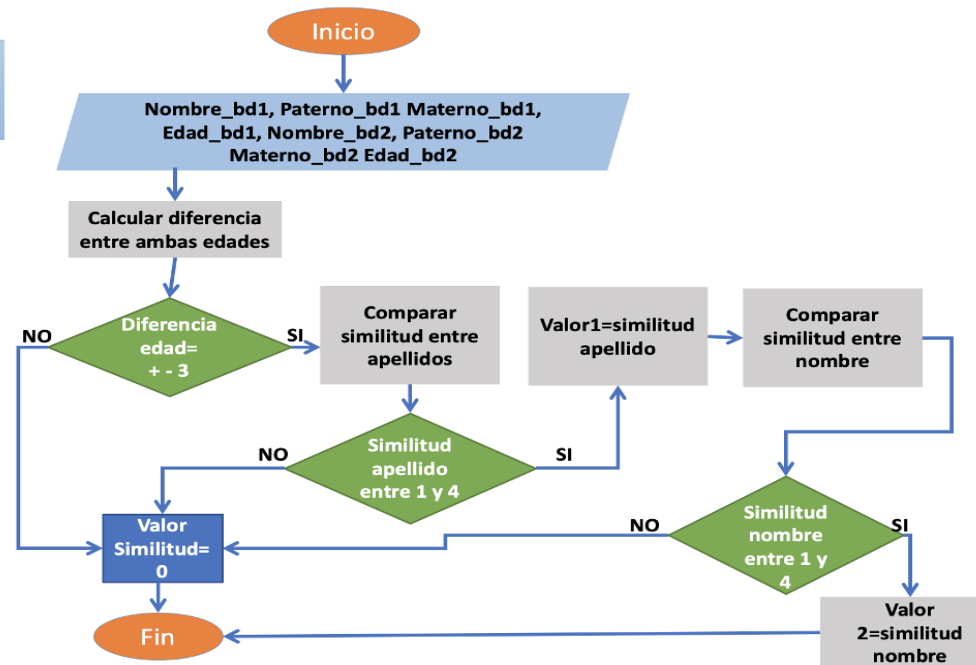 Inicio
Nombre_bd1, Paterno_bd1 Materno_bd1,
Edad_bd1, Nombre_bd2, Paterno_bd2
Materno_bd2 Edad_bd2
Calcular diferencia
entre ambas edades
NO
Diferencia
edad=
+ - 3
SI
Comparar
similitud entre
apellidos
Valor1=similitud
apellido
Comparar
similitud entre
nombre
NO
Similitud
apellido
entre 1 y 4
SI
Valor
Similitud=
0
NO
Similitud
nombre
entre 1 y
4
SI
Valor
2=similitud
nombre
Fin